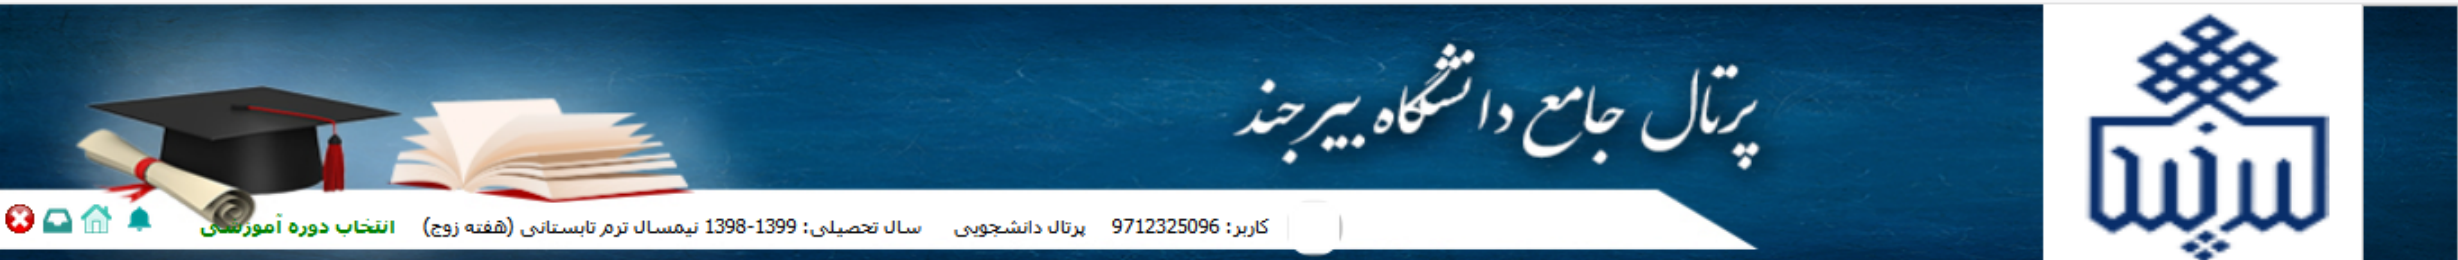 پرتال جامع دانشگاه بیرجند
بیرجند
کاربر: 9712325096 پرتال دانشجویی سال تحصیلی: 1399-1398 نیمسال ترم تابستانی (هفته زوج) انتخاب دوره آموزشی